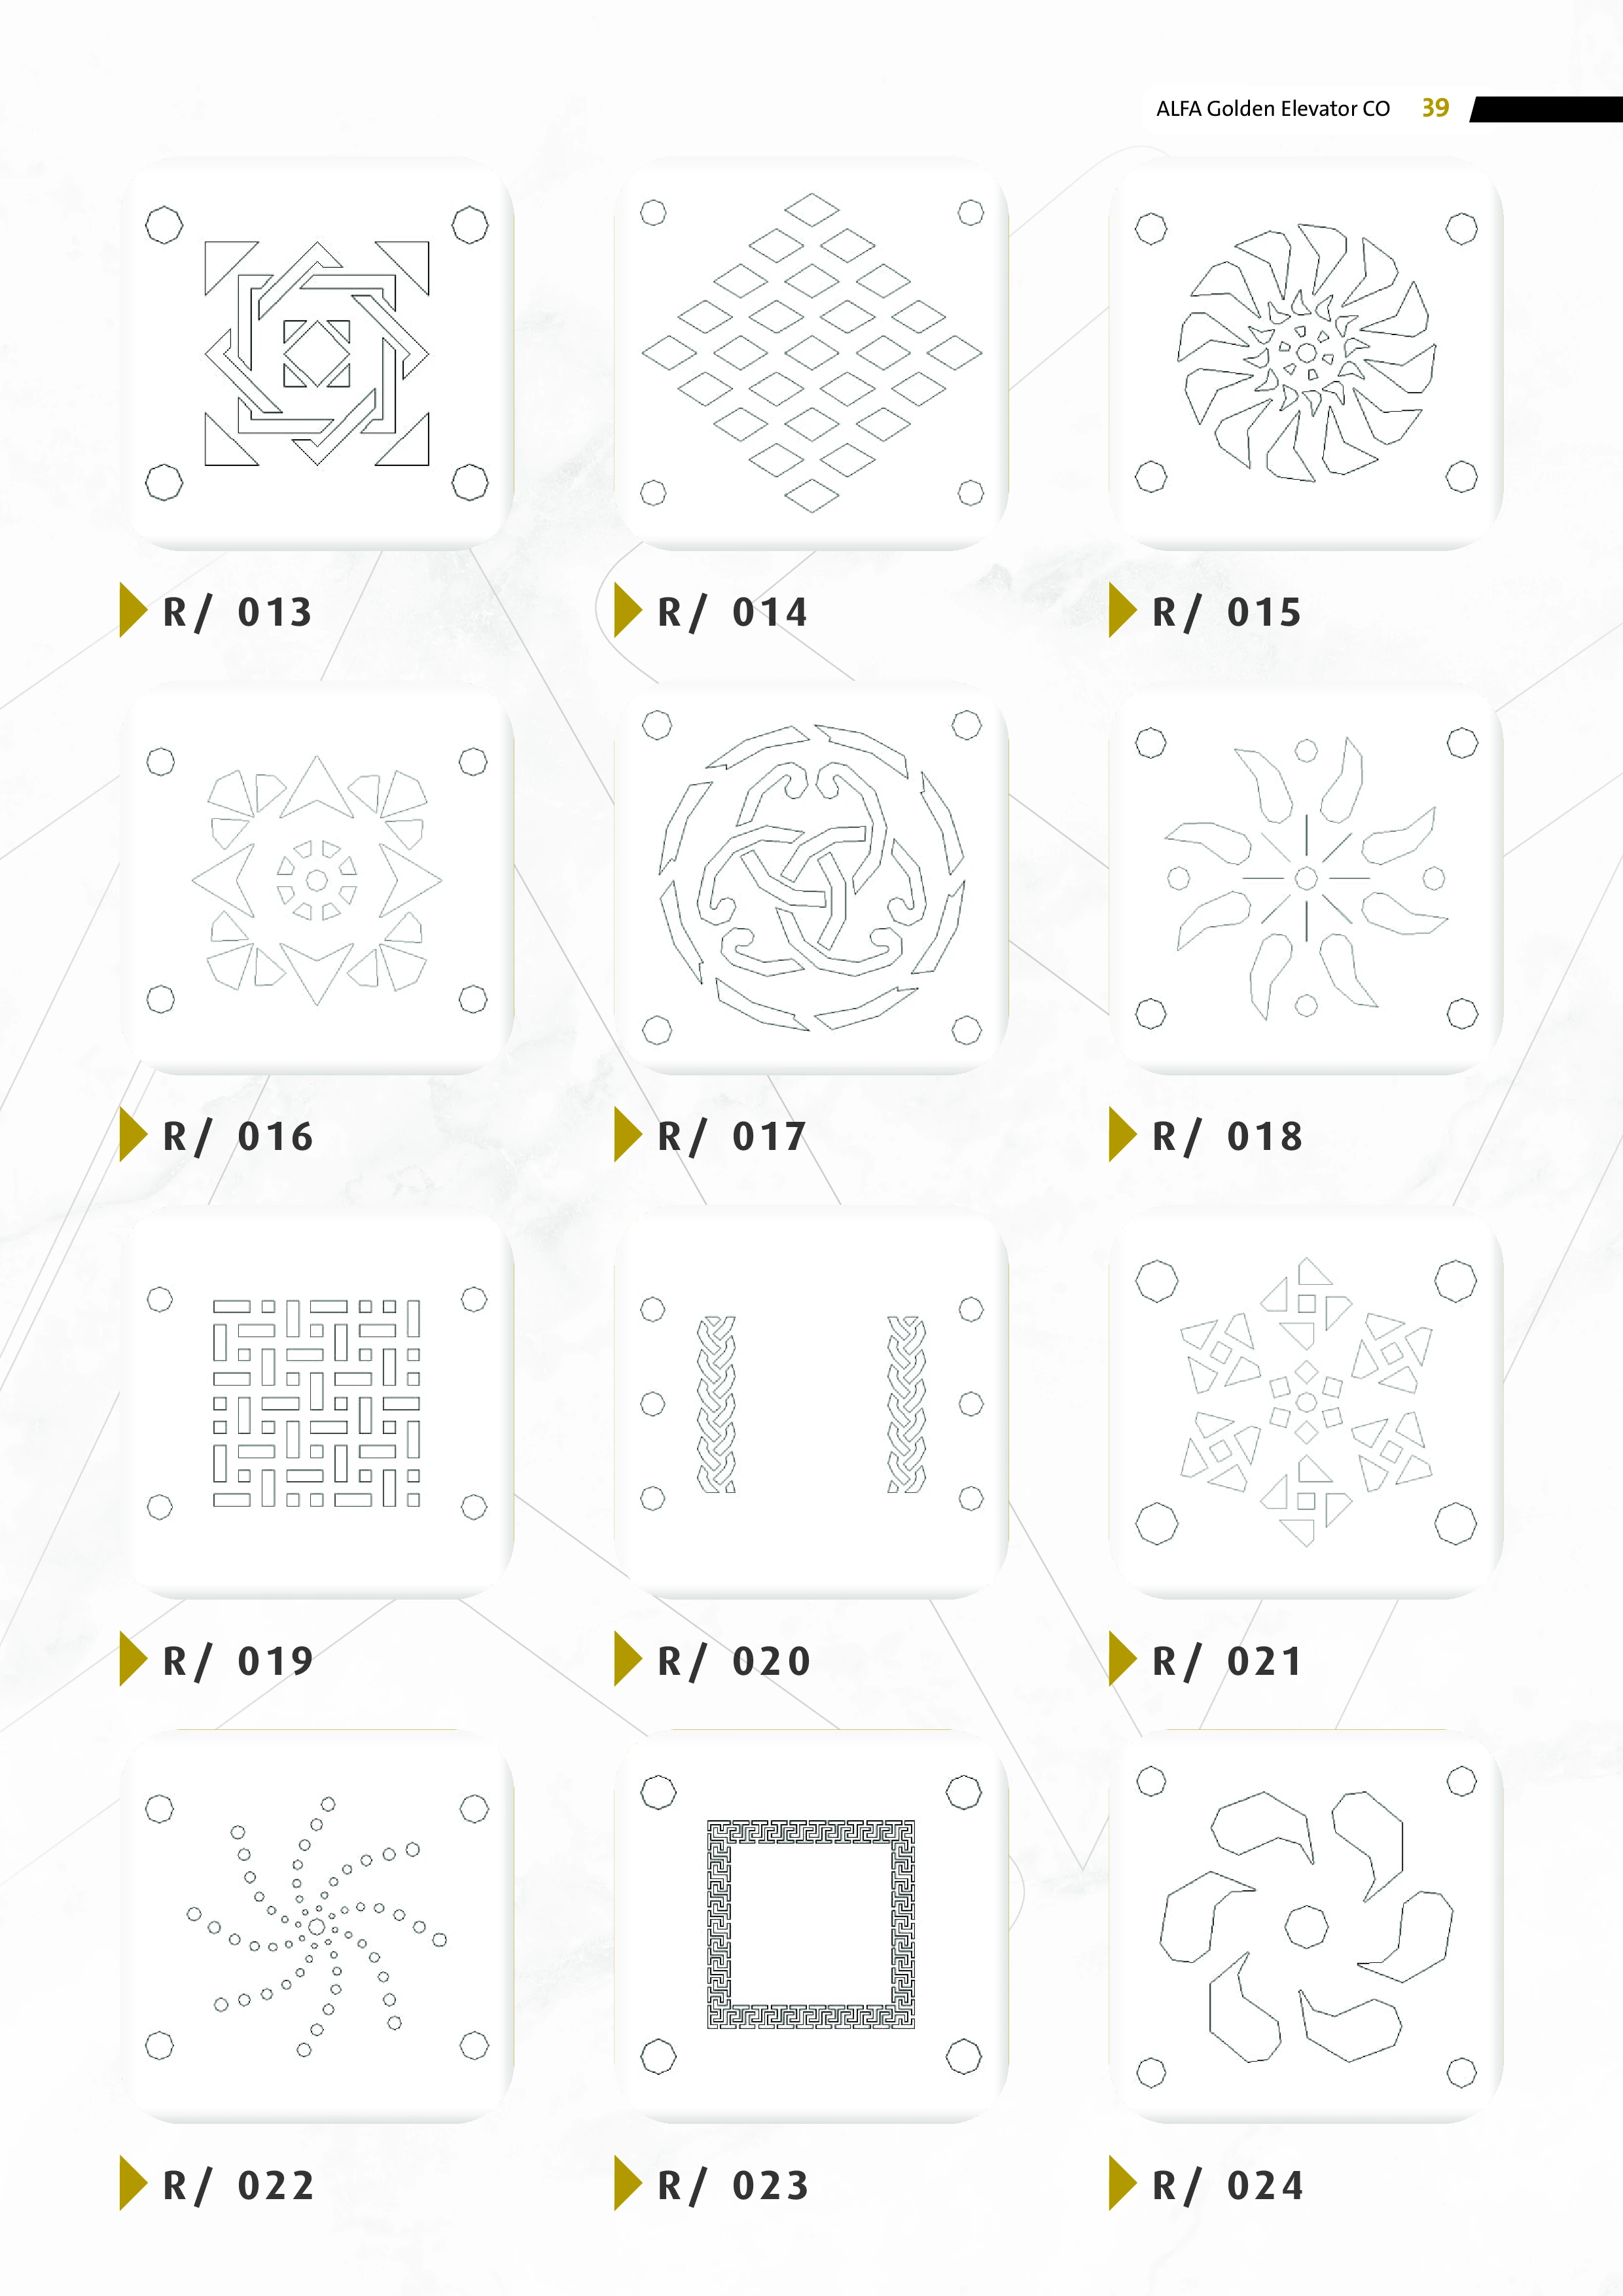 ALFA Golden Elevator CO 39
R/ 013
R/ 014
R/ 015
R/ 016
R/ 017
R/ 018
R/ 019
R/ 020
R/ 021
R/ 022
R/ 023
R/ 024